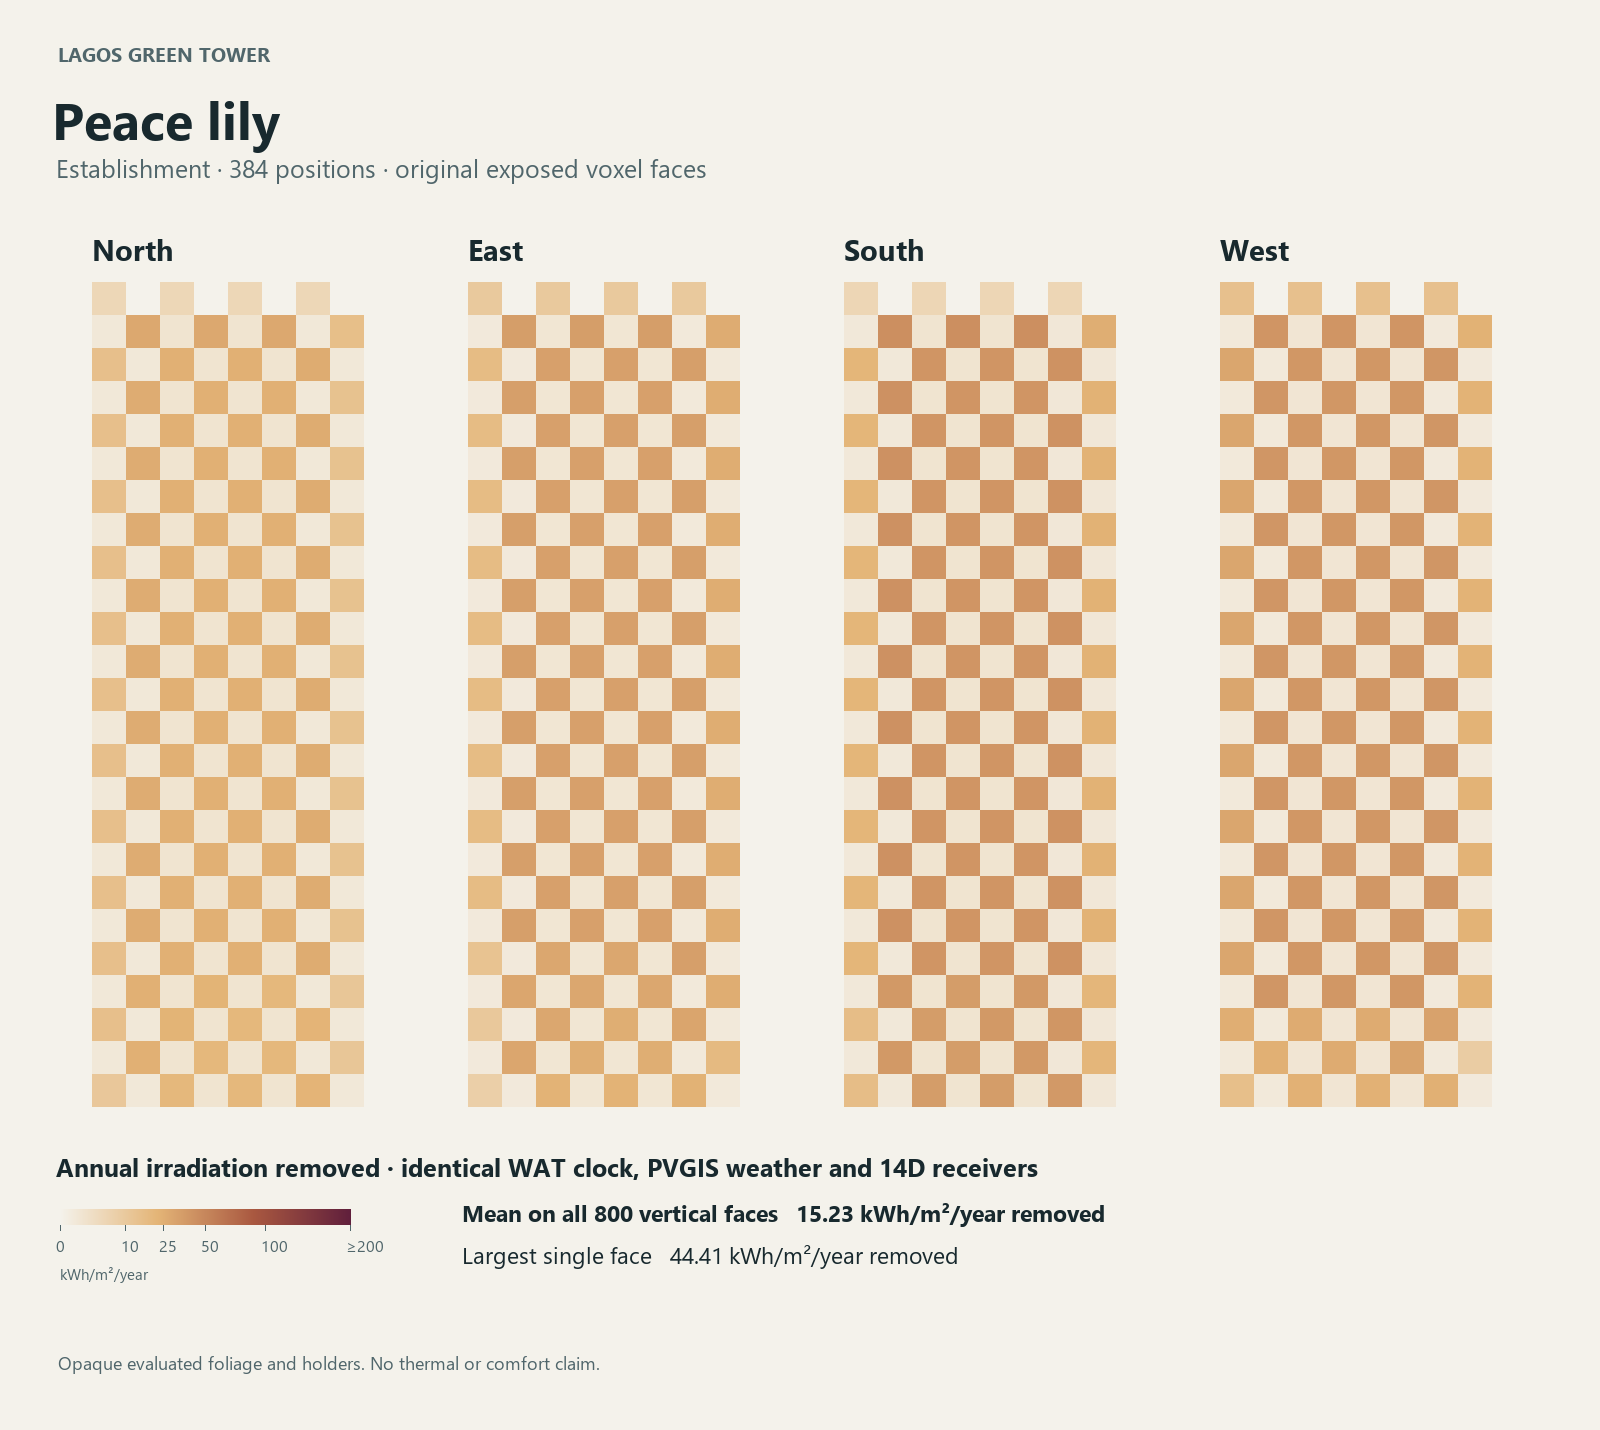 LAGOS GREEN TOWER
Peace lily
Establishment · 384 positions · original exposed voxel faces
North East South West
Annual irradiation removed · identical WAT clock, PVGIS weather and 14D receivers
0 10 25 50 100 ≥200
kWh/m²/year
Mean on all 800 vertical faces 15.23 kWh/m²/year removed
Largest single face 44.41 kWh/m²/year removed
Opaque evaluated foliage and holders. No thermal or comfort claim.